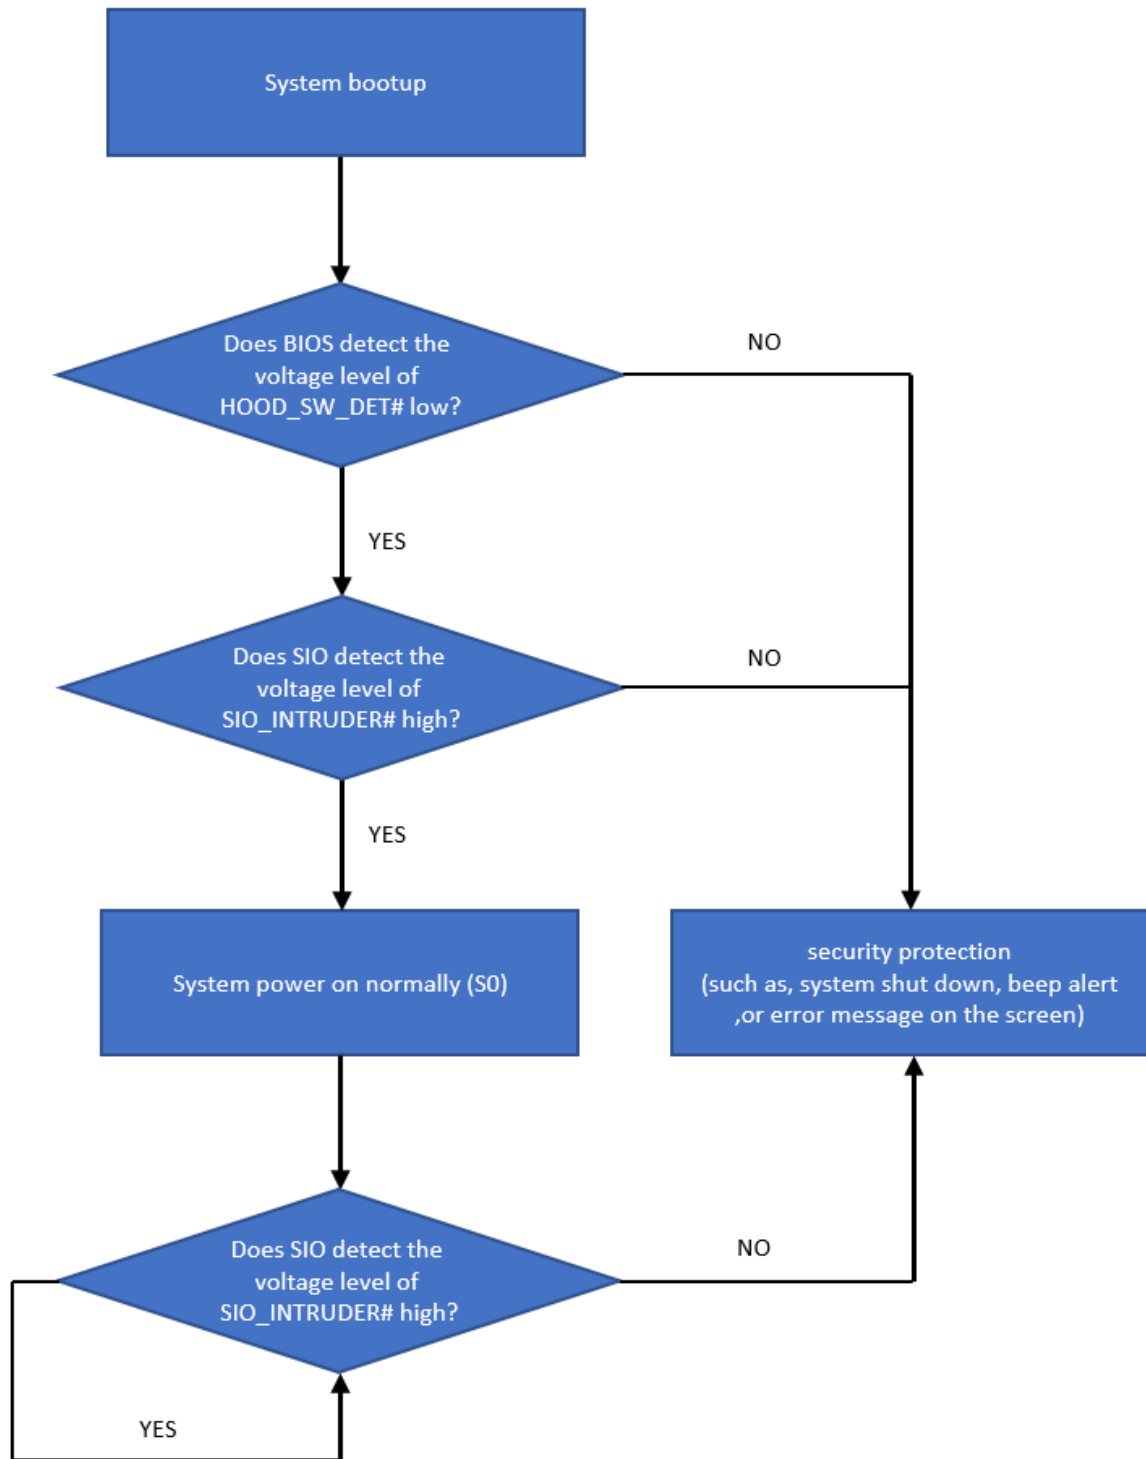 System bootup
Does BIOS detect the
voltage level of
HOOD_SW_DET# low?
NO
YES
Does SIO detect the
voltage level of
SIO_INTRUDER# high?
NO
YES
System power on normally (S0)
security protection
(such as, system shut down, beep alert
,or error message on the screen)
Does SIO detect the
voltage level of
SIO_INTRUDER# high?
NO
YES